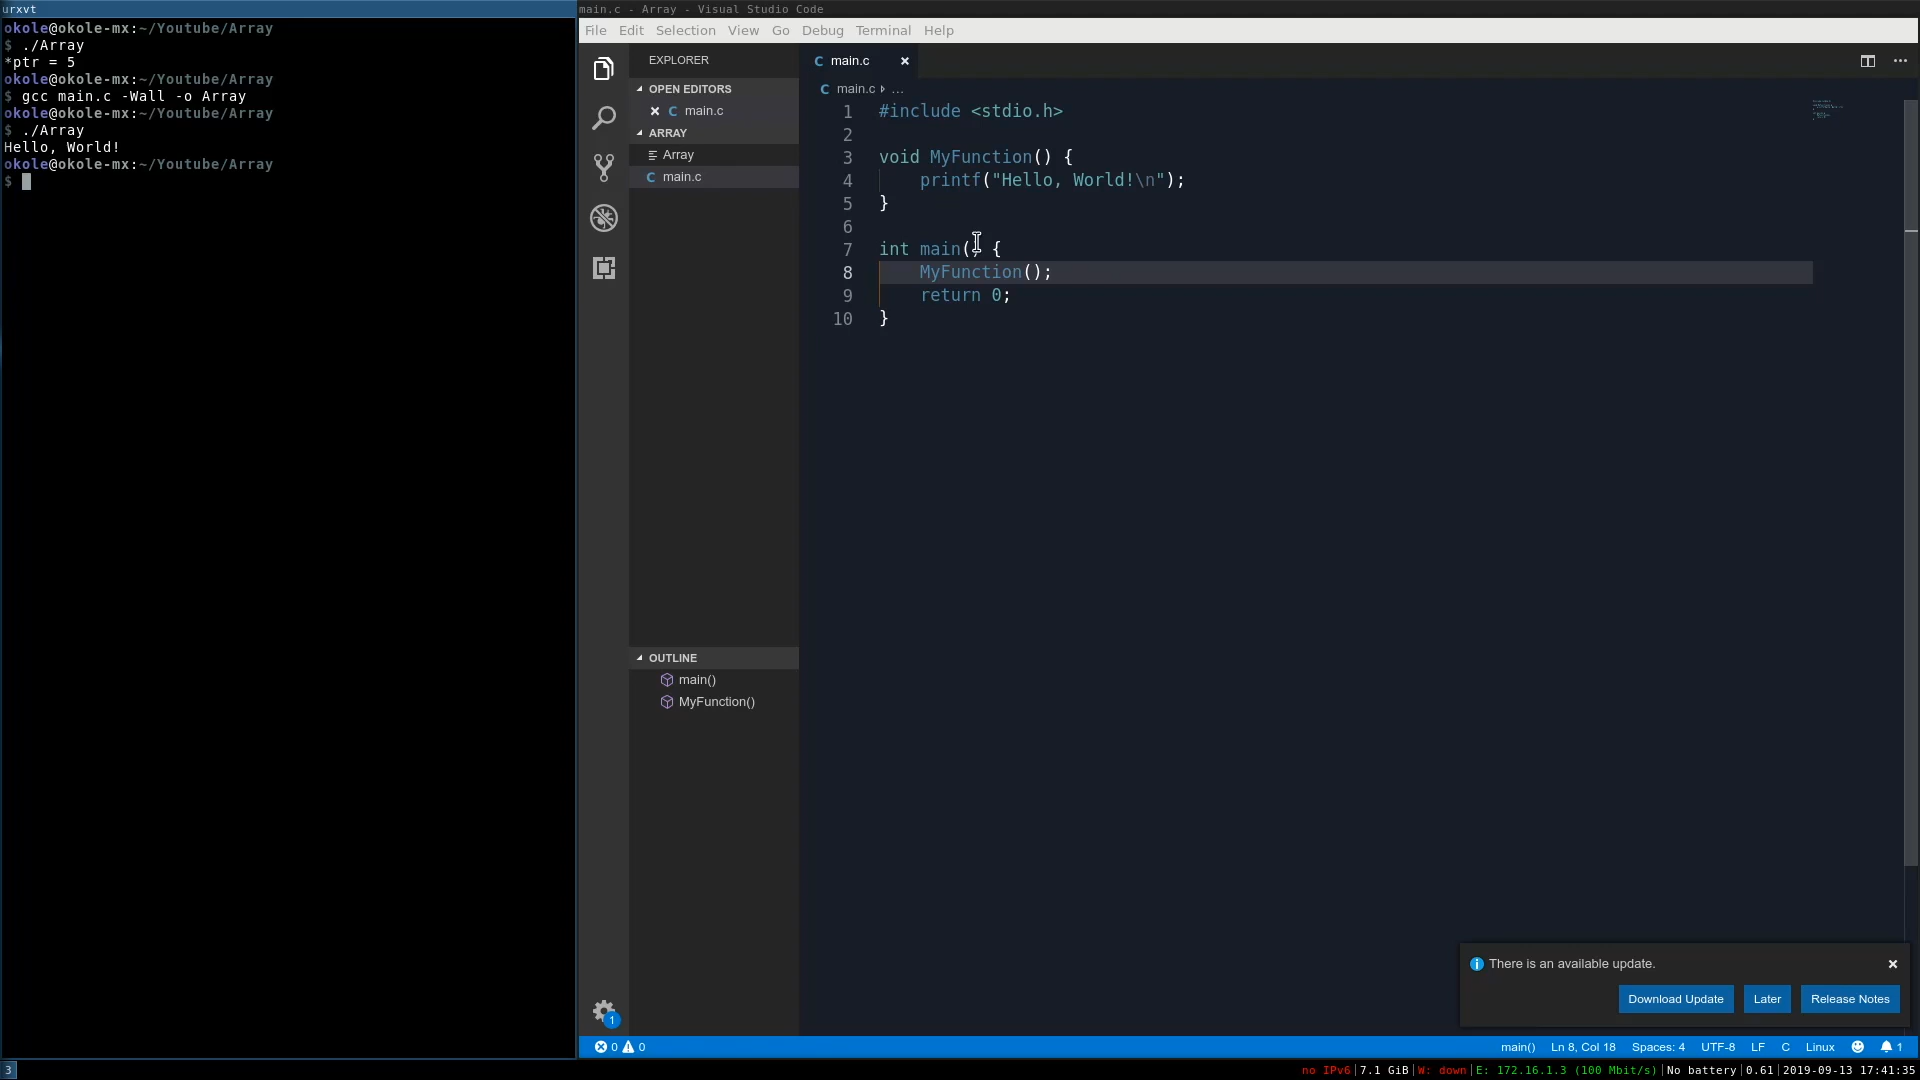 urxvt
okole@okole-mx:~/Youtube/Array
$ ./Array
*ptr = 5
okole@okole-mx:~/Youtube/Array
$ gcc main.c -Wall -o Array
okole@okole-mx:~/Youtube/Array
$ ./Array
Hello, World!
okole@okole-mx:~/Youtube/Array
$
main.c - Array - Visual Studio Code
File Edit Selection View Go Debug Terminal Help
EXPLORER
OPEN EDITORS
C main.c
ARRAY
Array
C main.c
OUTLINE
main()
MyFunction()
1
C main.c
C main.c ...
1 #include <stdio.h>
2
3 void MyFunction() {
4 printf("Hello, World!\n");
5 }
6
7 int main() {
8 MyFunction();
9 return 0;
10 }
There is an available update.
Download Update Later Release Notes
0 0 main() Ln 8, Col 18 Spaces: 4 UTF-8 LF C Linux 1
3 no IPv6|7.1 GiB|W: down|E: 172.16.1.3 (100 Mbit/s)|No battery|0.61|2019-09-13 17:41:35